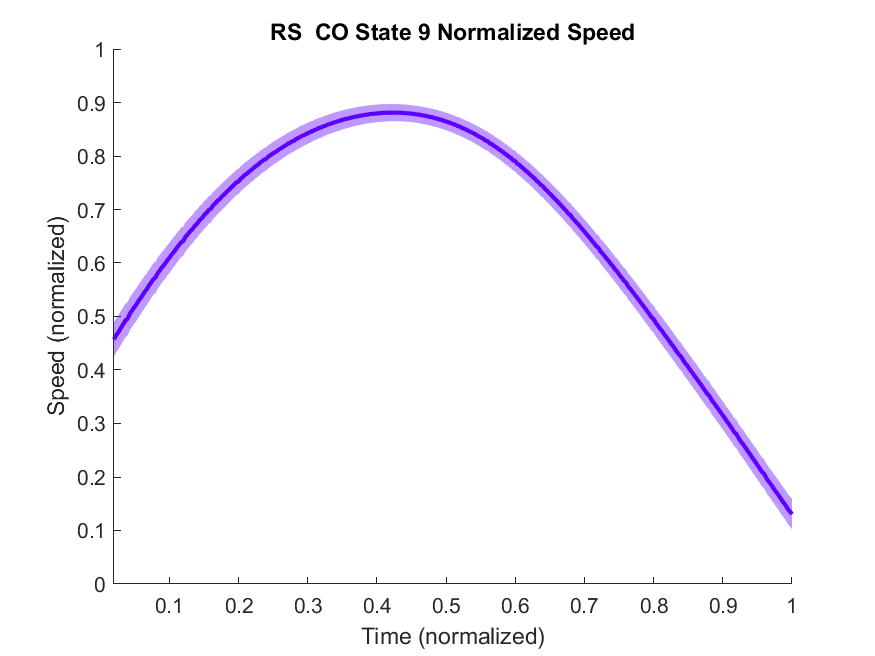 RS  CO State 9 Normalized Speed
1
0.9
0.8
0.7
0.6
0.5
0.4
0.3
0.2
0.1
0
Speed (normalized)
0.1 0.2 0.3 0.4 0.5 0.6 0.7 0.8 0.9 1
Time (normalized)